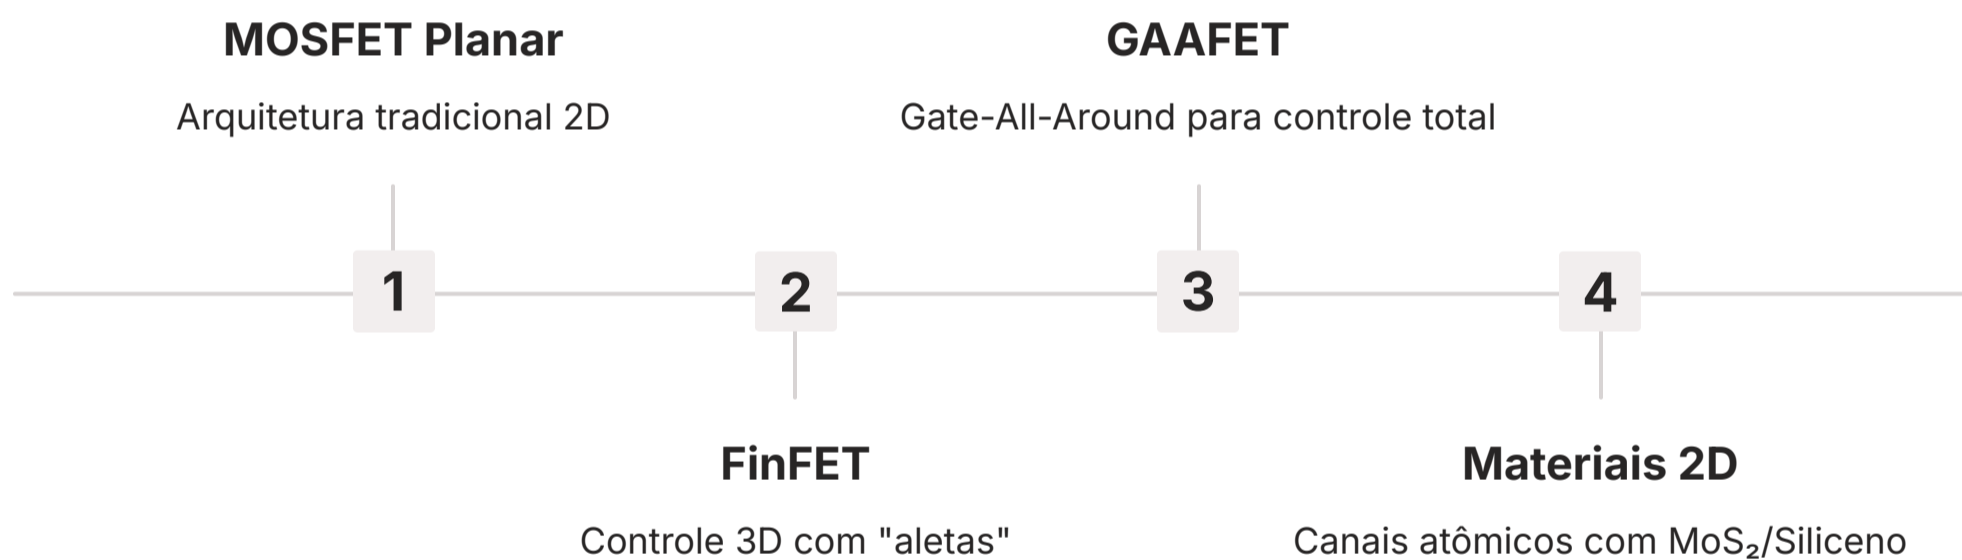 MOSFET Planar
Arquitetura tradicional 2D
1
2
FinFET
Controle 3D com "aletas"
GAAFET
Gate-All-Around para controle total
3
4
Materiais 2D
Canais atômicos com MoS₂/Siliceno